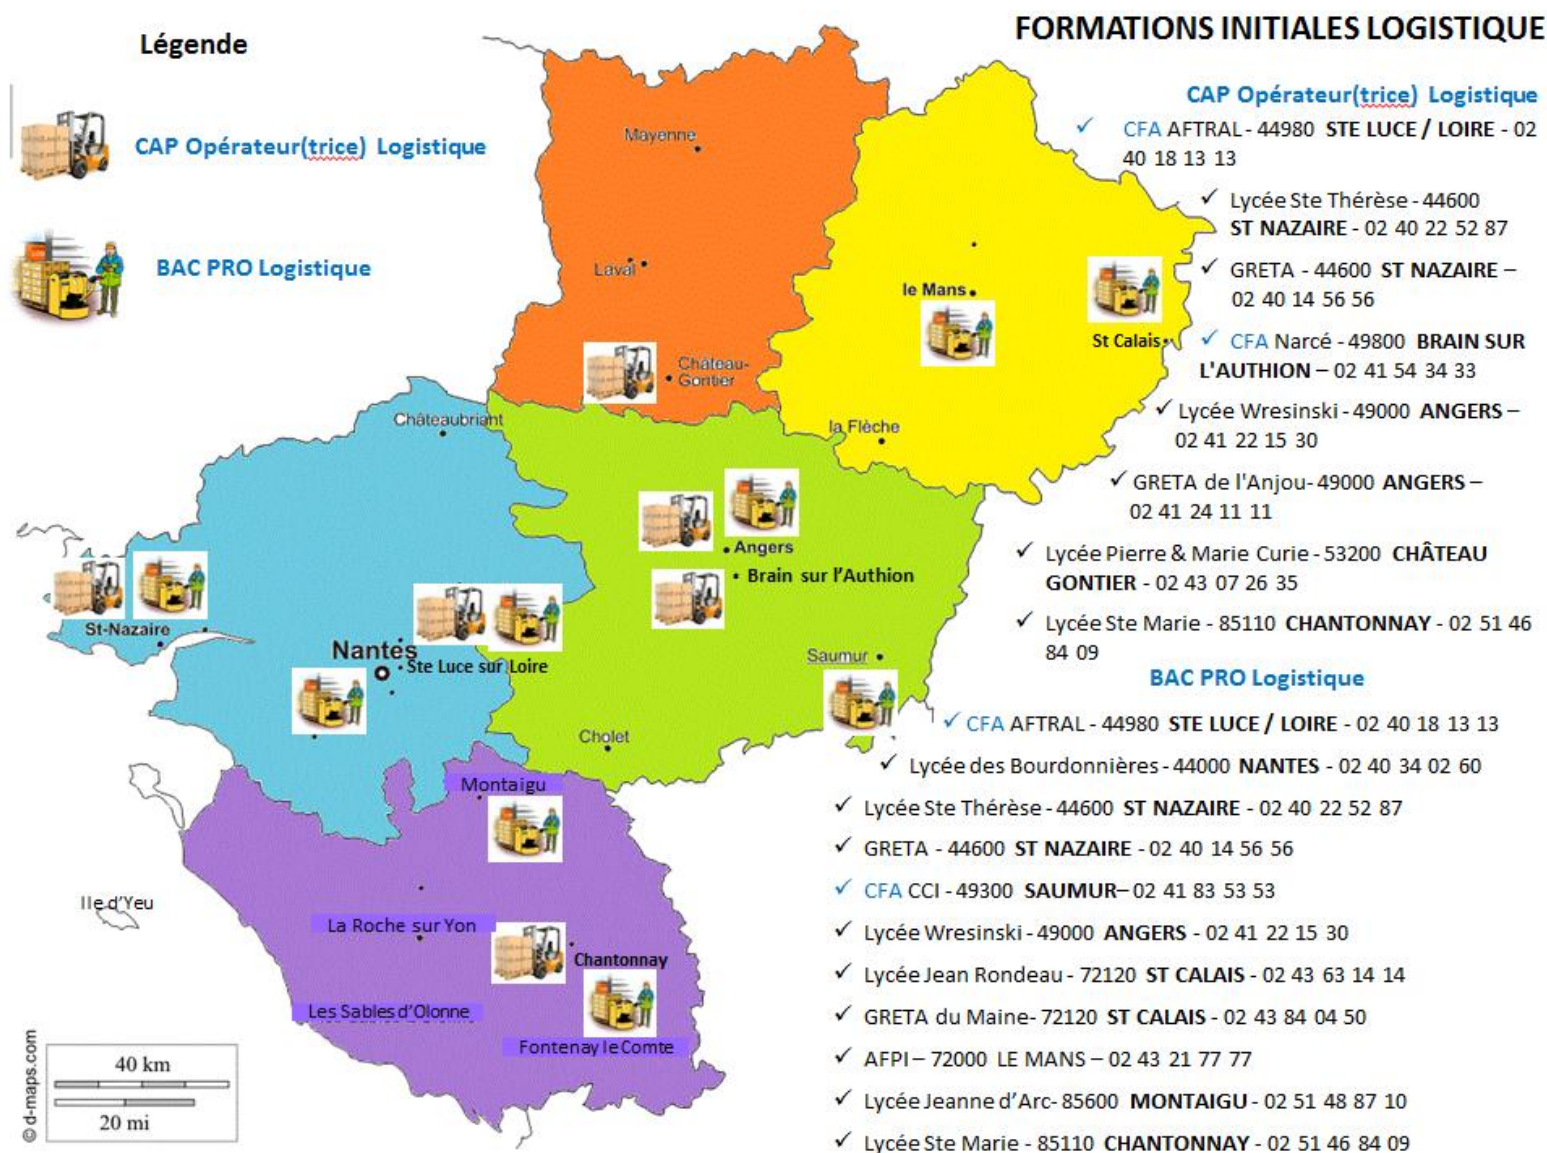 FORMATIONS INITIALES LOGISTIQUE
Légende
CAP Opérateur(trice) Logistique
BAC PRO Logistique
Mayenne
Laval
Château-
Gontier
le Mans
St Calais
la Flèche
Châteaubriant
Angers
Brain sur l'Authion
St-Nazaire
Nantes
Ste Luce sur Loire
Saumur
Cholet
Montaigu
Ile d'Yeu
La Roche sur Yon
Chantonnay
Les Sables d'Olonne
Fontenay le Comte
40 km
20 mi
© d-maps.com
CAP Opérateur(trice) Logistique
✓ CFA AFTRAL - 44980 STE LUCE / LOIRE - 02
40 18 13 13
✓ Lycée Ste Thérèse - 44600
ST NAZAIRE - 02 40 22 52 87
✓ GRETA - 44600 ST NAZAIRE –
02 40 14 56 56
✓ CFA Narcé - 49800 BRAIN SUR
L'AUTHION – 02 41 54 34 33
✓ Lycée Wresinski - 49000 ANGERS –
02 41 22 15 30
✓ GRETA de l'Anjou- 49000 ANGERS –
02 41 24 11 11
✓ Lycée Pierre & Marie Curie - 53200 CHÂTEAU
GONTIER - 02 43 07 26 35
✓ Lycée Ste Marie - 85110 CHANTONNAY - 02 51 46
84 09
BAC PRO Logistique
✓ CFA AFTRAL - 44980 STE LUCE / LOIRE - 02 40 18 13 13
✓ Lycée des Bourdonnières - 44000 NANTES - 02 40 34 02 60
✓ Lycée Ste Thérèse - 44600 ST NAZAIRE - 02 40 22 52 87
✓ GRETA - 44600 ST NAZAIRE - 02 40 14 56 56
✓ CFA CCI - 49300 SAUMUR– 02 41 83 53 53
✓ Lycée Wresinski - 49000 ANGERS - 02 41 22 15 30
✓ Lycée Jean Rondeau - 72120 ST CALAIS - 02 43 63 14 14
✓ GRETA du Maine- 72120 ST CALAIS - 02 43 84 04 50
✓ AFPI – 72000 LE MANS – 02 43 21 77 77
✓ Lycée Jeanne d'Arc- 85600 MONTAIGU - 02 51 48 87 10
✓ Lycée Ste Marie - 85110 CHANTONNAY - 02 51 46 84 09